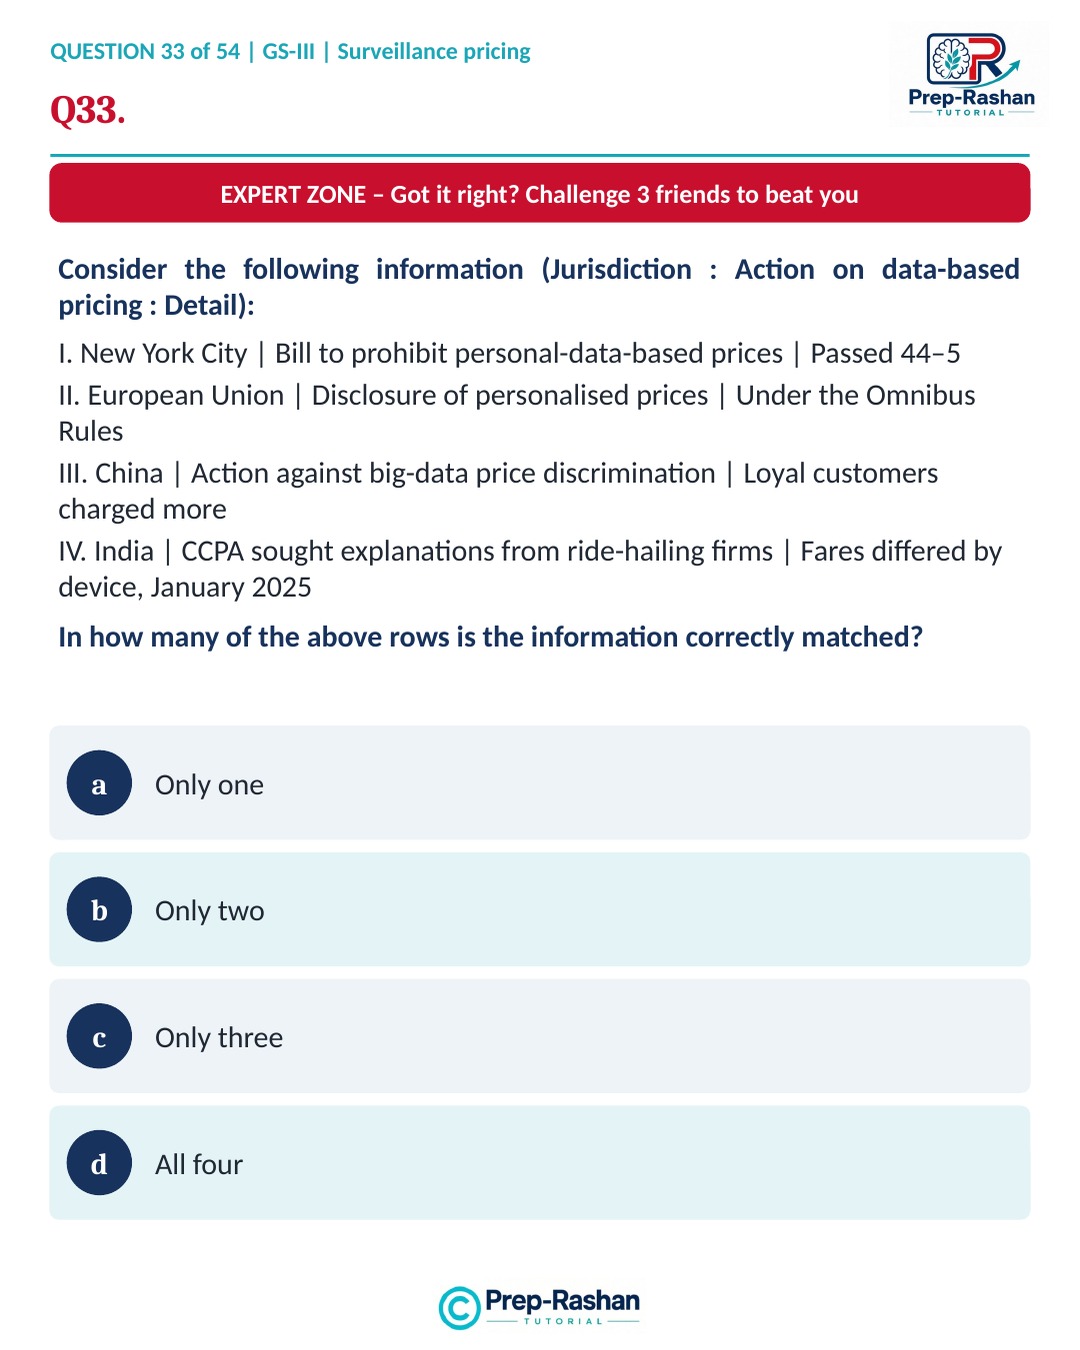 QUESTION 33 of 54 | GS-III | Surveillance pricing
Q33.
Prep-Rashan
TUTORIAL
EXPERT ZONE – Got it right? Challenge 3 friends to beat you
Consider the following information (Jurisdiction : Action on data-based
pricing : Detail):
I. New York City | Bill to prohibit personal-data-based prices | Passed 44–5
II. European Union | Disclosure of personalised prices | Under the Omnibus
Rules
III. China | Action against big-data price discrimination | Loyal customers
charged more
IV. India | CCPA sought explanations from ride-hailing firms | Fares differed by
device, January 2025
In how many of the above rows is the information correctly matched?
a Only one
b Only two
c Only three
d All four
© Prep-Rashan
TUTORIAL